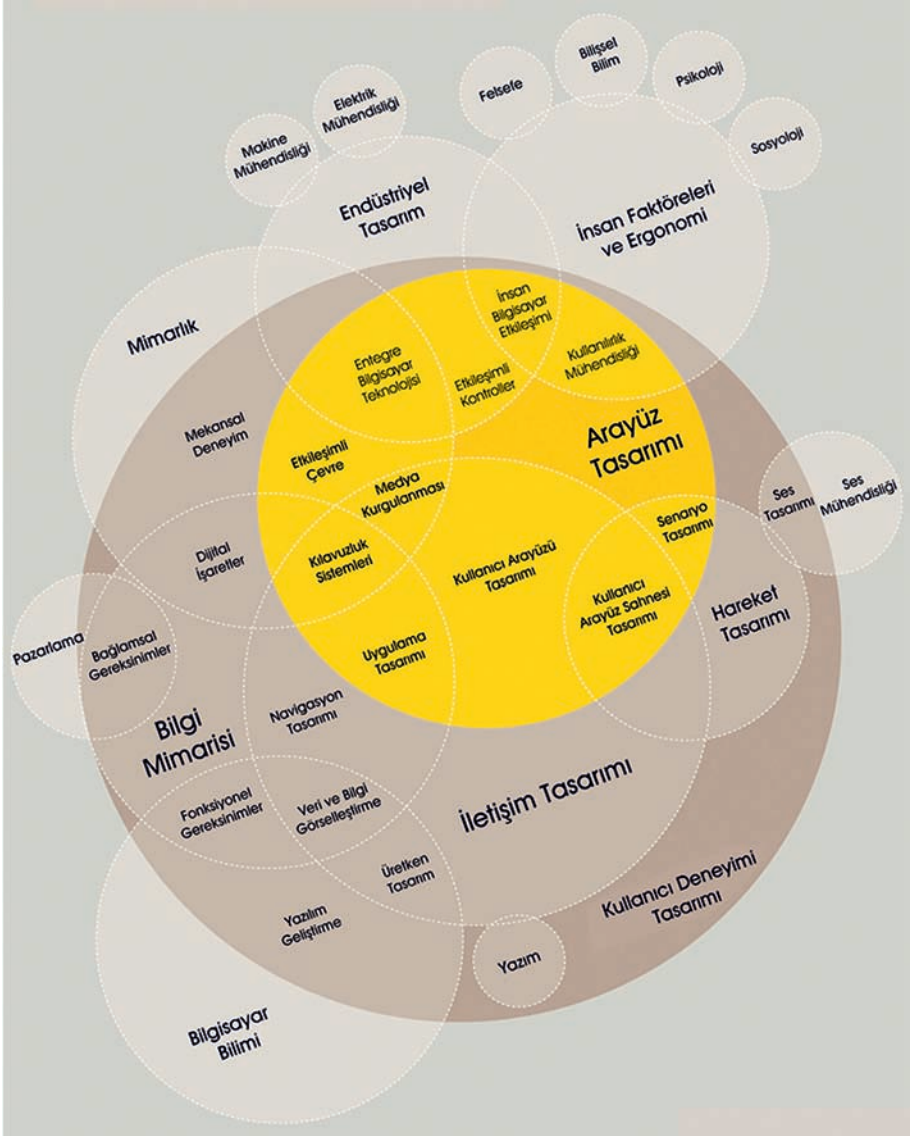 Felsefe
Bilişsel
Bilim
Psikoloji
Sosyoloji
Elektrik
Mühendisliği
Makine
Mühendisliği
Endüstriyel
Tasarım
İnsan Faktöreleri
ve Ergonomi
Mimarlık
İnsan
Bilgisayar
Etkileşimi
Kullanılırlık
Mühendisliği
Entegre
Bilgisayar
Teknolojisi
Etkileşimli
Kontroller
Mekansal
Deneyim
Arayüz
Tasarımı
Etkileşimli
Çevre
Medya
Kurgulanması
Ses
Tasarımı
Ses
Mühendisliği
Senaryo
Tasarımı
Dijital
İşaretler
Kılavuzluk
Sistemleri
Kullanıcı Arayüzü
Tasarımı
Kullanıcı
Arayüz Sahnesi
Tasarımı
Hareket
Tasarımı
Pazarlama
Bağlamsal
Gereksinimler
Uygulama
Tasarımı
Bilgi
Mimarisi
Navigasyon
Tasarımı
Fonksiyonel
Gereksinimler
Veri ve Bilgi
Görselleştirme
İletişim Tasarımı
Üretken
Tasarım
Kullanıcı Deneyimi
Tasarımı
Yazılım
Geliştirme
Yazım
Bilgisayar
Bilimi